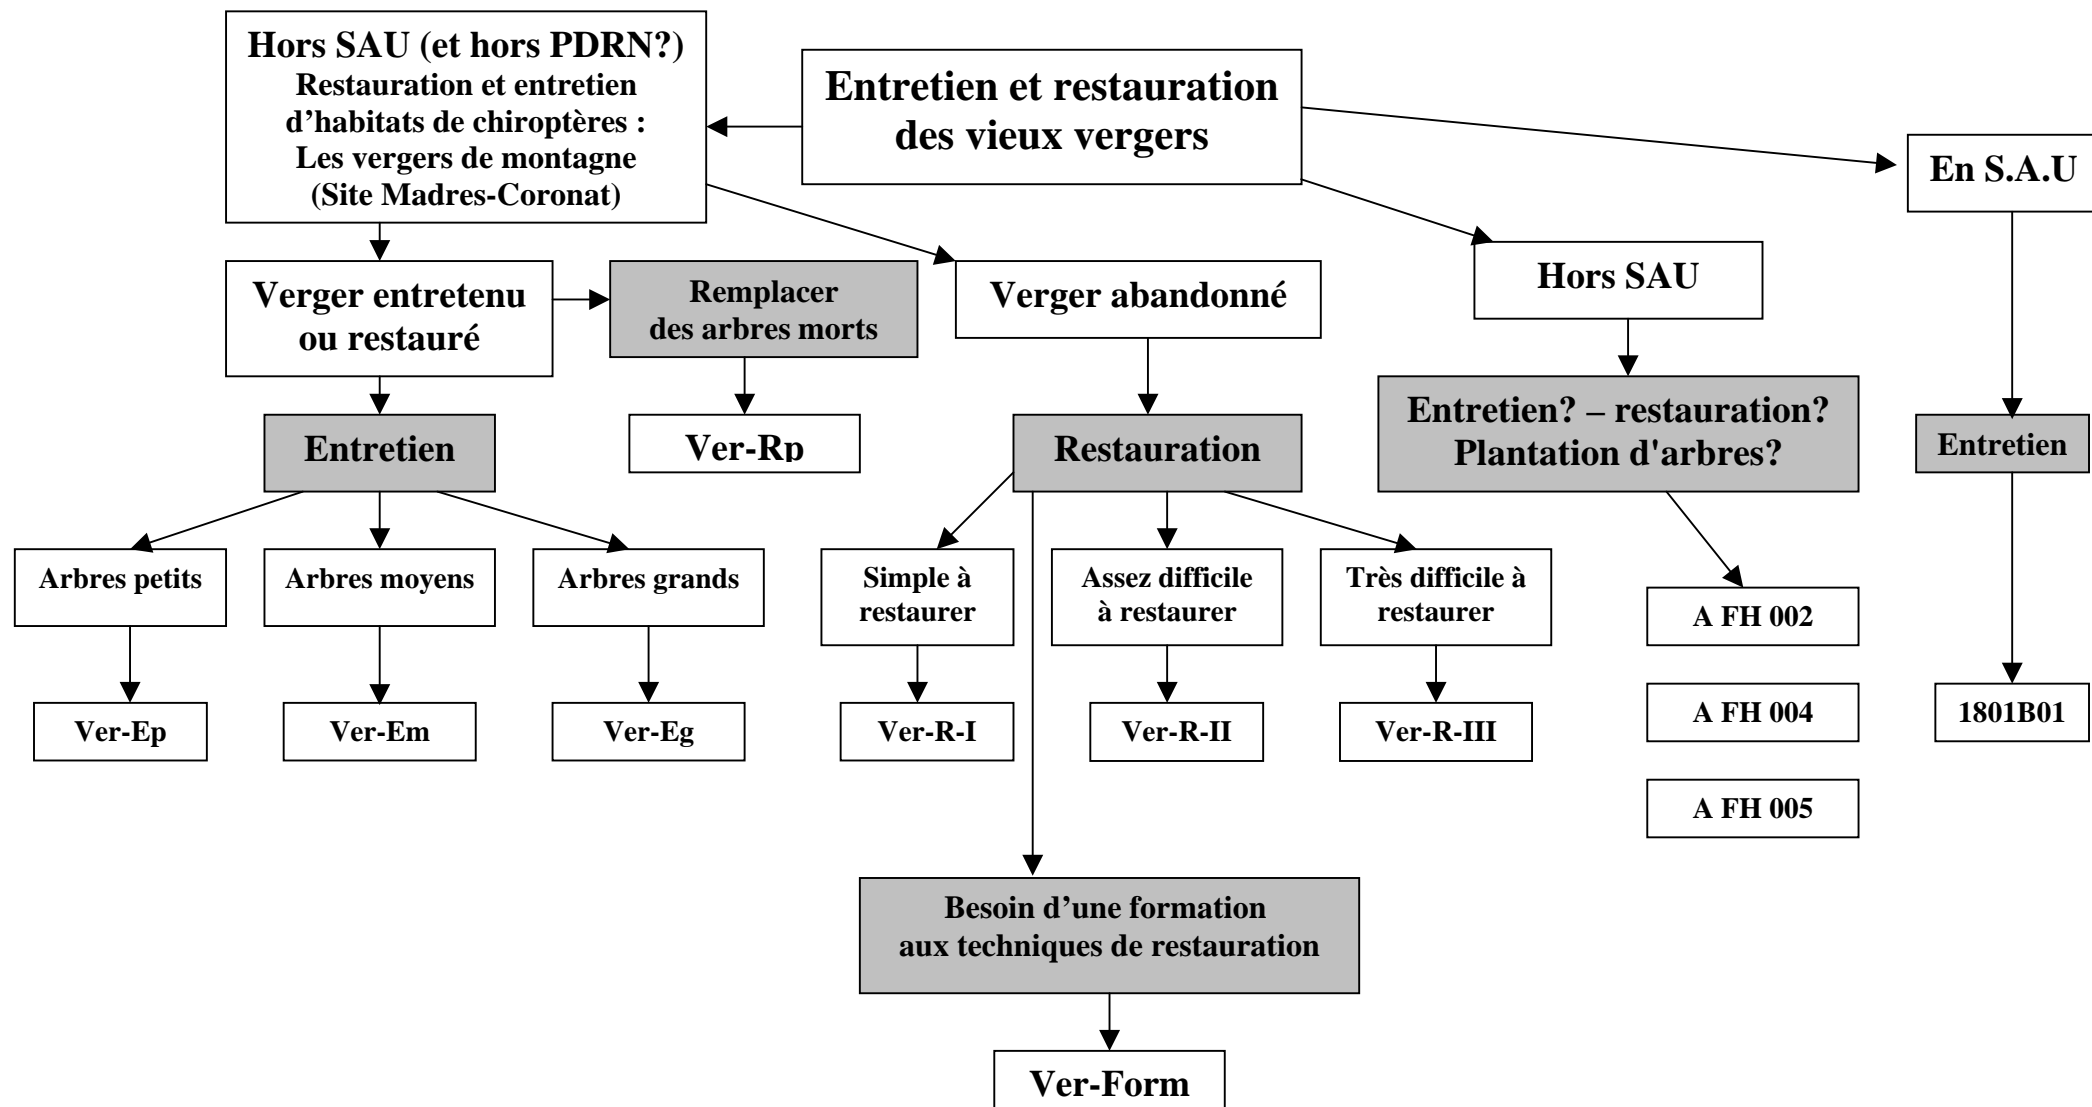 Hors SAU (et hors PDRN?)
Restauration et entretien
d’habitats de chiroptères :
Les vergers de montagne
(Site Madres-Coronat)
Entretien et restauration
des vieux vergers
En S.A.U
Hors SAU
Verger entretenu
ou restauré
Remplacer
des arbres morts
Verger abandonné
Entretien? – restauration?
Plantation d'arbres?
Entretien
Ver-Rp
Restauration
Entretien
Arbres petits
Arbres moyens
Arbres grands
Simple à
restaurer
Assez difficile
à restaurer
Très difficile à
restaurer
A FH 002
Ver-Ep
Ver-Em
Ver-Eg
Ver-R-I
Ver-R-II
Ver-R-III
A FH 004
1801B01
A FH 005
Besoin d’une formation
aux techniques de restauration
Ver-Form